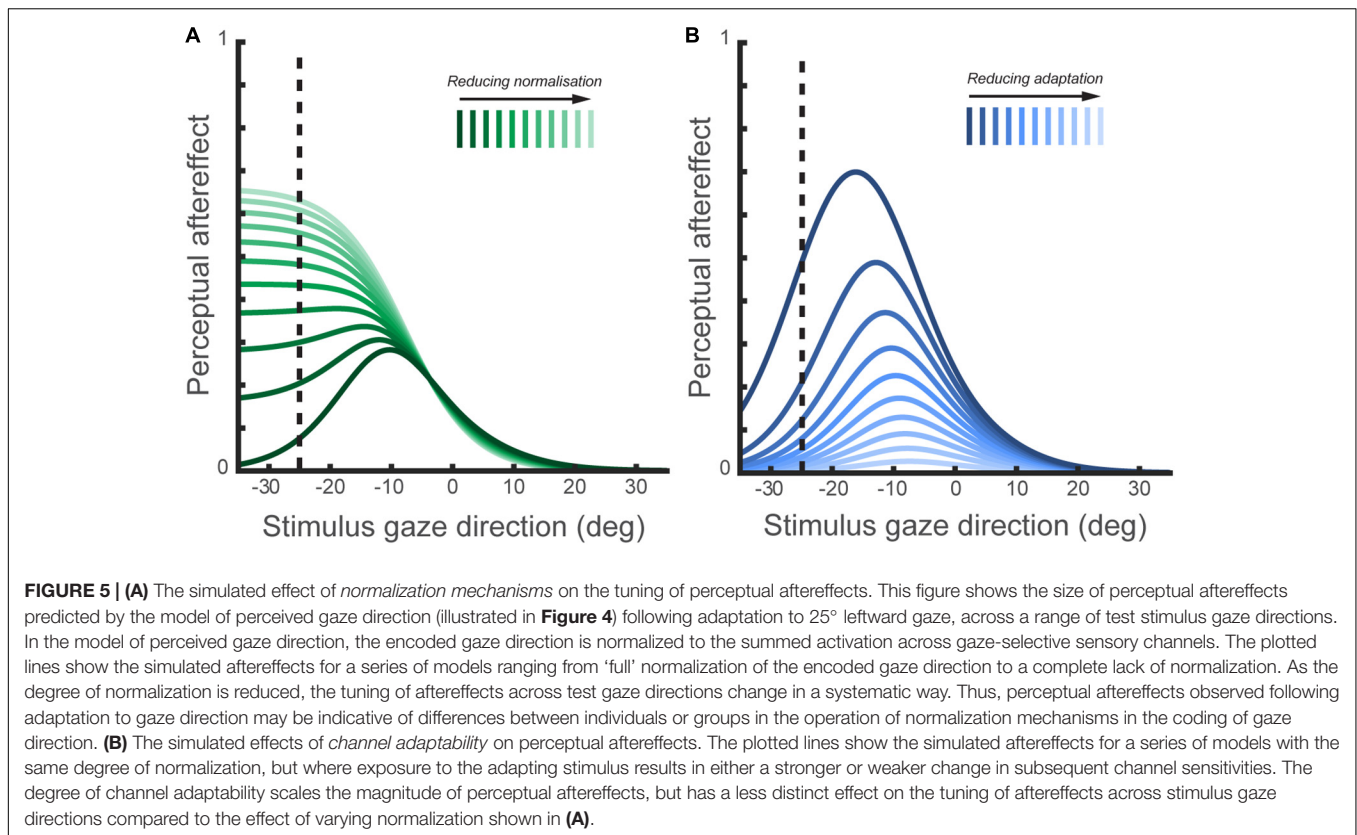 A
B
1
1
Reducing normalisation
Reducing adaptation
Perceptual aftereffect
Perceptual aftereffect
0
0
-30 -20 -10 0 10 20 30
-30 -20 -10 0 10 20 30
Stimulus gaze direction (deg)
Stimulus gaze direction (deg)
FIGURE 5 | (A) The simulated effect of normalization mechanisms on the tuning of perceptual aftereffects. This figure shows the size of perceptual aftereffects
predicted by the model of perceived gaze direction (illustrated in Figure 4) following adaptation to 25° leftward gaze, across a range of test stimulus gaze directions.
In the model of perceived gaze direction, the encoded gaze direction is normalized to the summed activation across gaze-selective sensory channels. The plotted
lines show the simulated aftereffects for a series of models ranging from ‘full’ normalization of the encoded gaze direction to a complete lack of normalization. As the
degree of normalization is reduced, the tuning of aftereffects across test gaze directions change in a systematic way. Thus, perceptual aftereffects observed following
adaptation to gaze direction may be indicative of differences between individuals or groups in the operation of normalization mechanisms in the coding of gaze
direction. (B) The simulated effects of channel adaptability on perceptual aftereffects. The plotted lines show the simulated aftereffects for a series of models with the
same degree of normalization, but where exposure to the adapting stimulus results in either a stronger or weaker change in subsequent channel sensitivities. The
degree of channel adaptability scales the magnitude of perceptual aftereffects, but has a less distinct effect on the tuning of aftereffects across stimulus gaze
directions compared to the effect of varying normalization shown in (A).